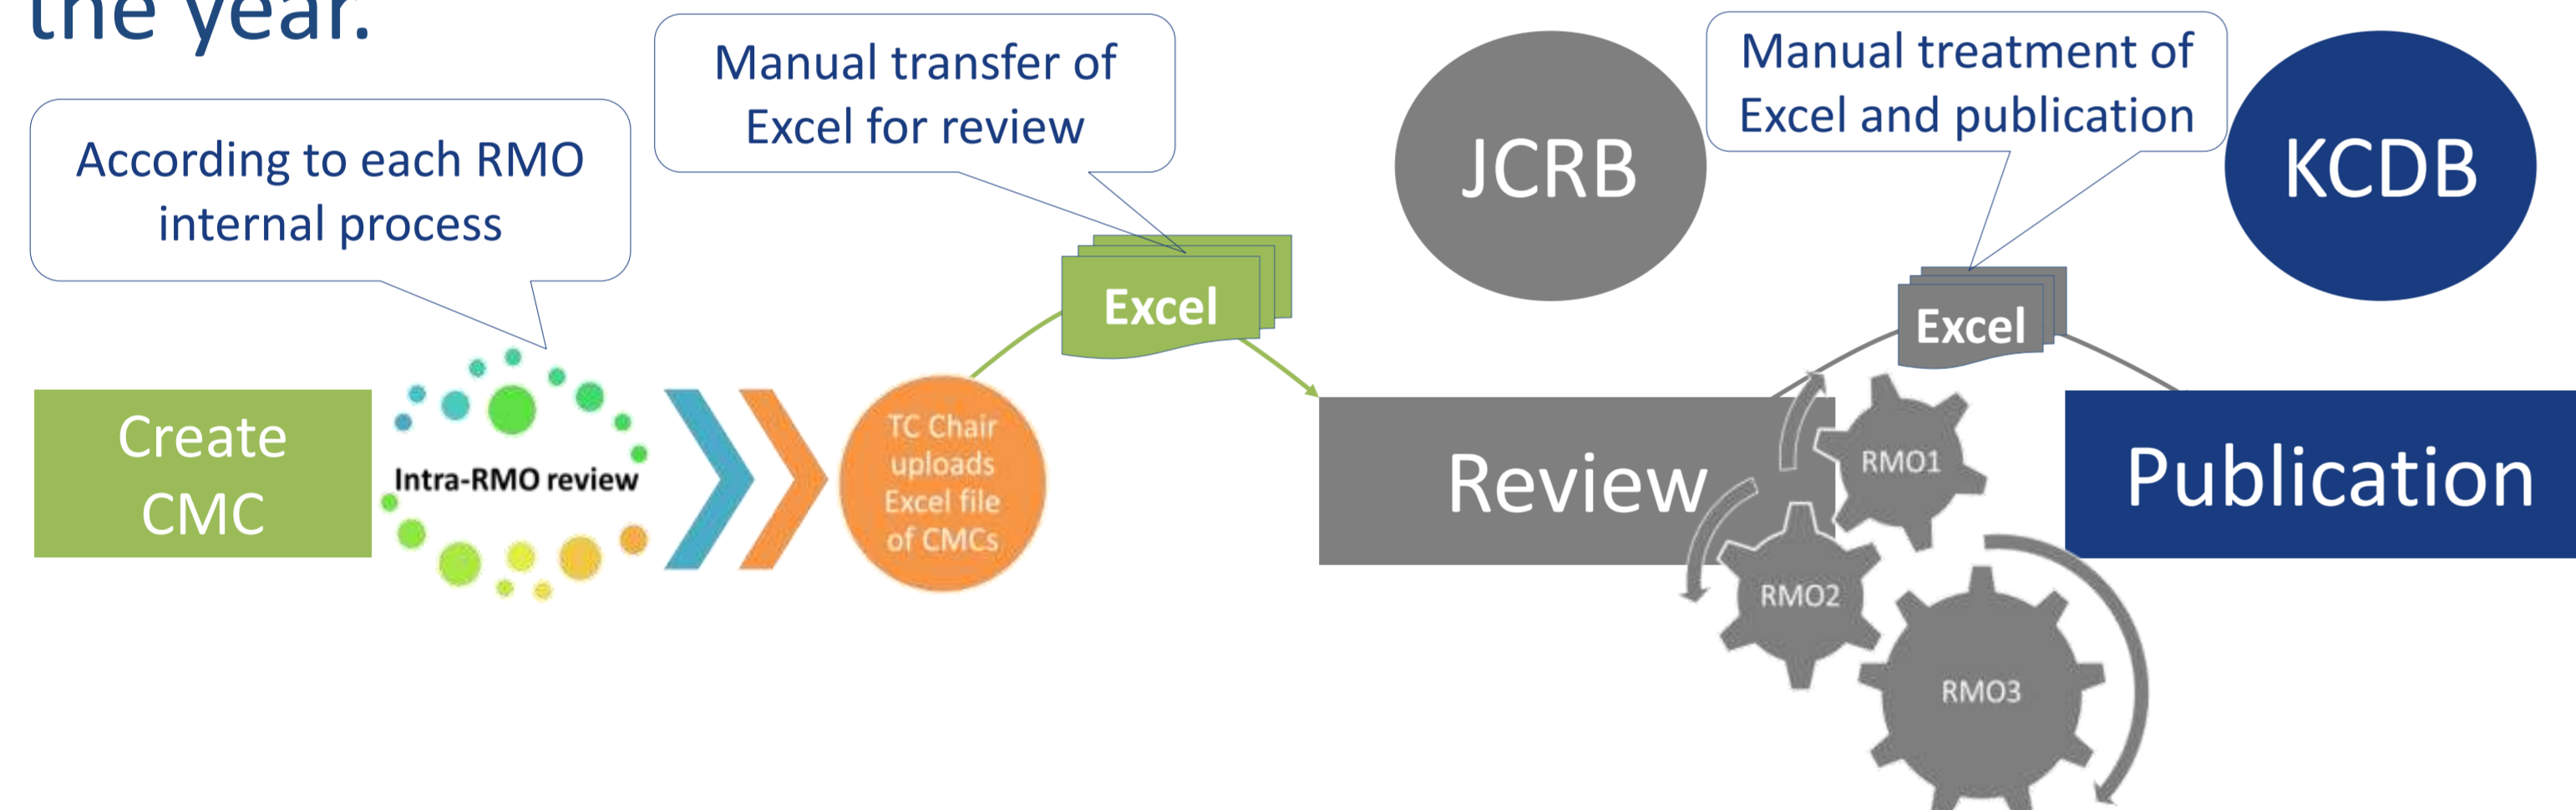 the year.
According to each RMO
internal process
Manual transfer of
Excel for review
JCRB
Manual treatment of
Excel and publication
KCDB
Excel
Excel
Create
CMC
Intra-RMO review
TC Chair
uploads
Excel file
of CMCs
Review
RMO1
RMO2
RMO3
Publication